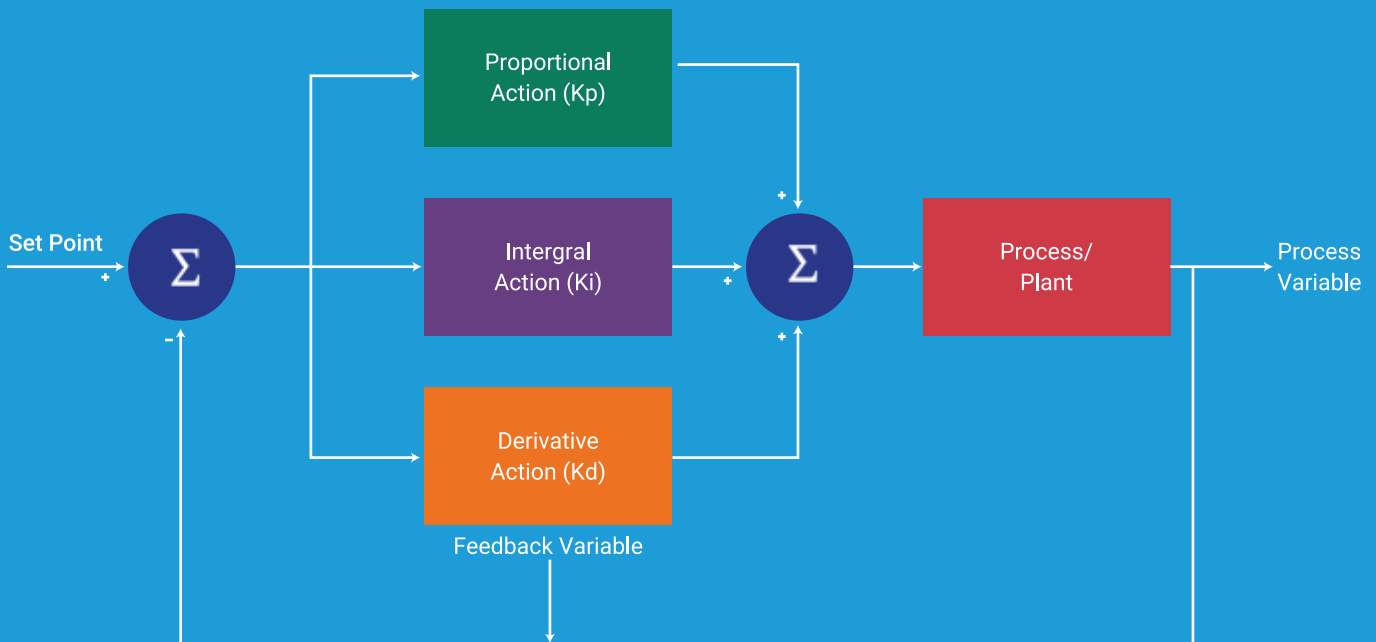 Proportional
Action (Kp)
Set Point
+
Σ
-
Intergral
Action (Ki)
+
+
+
Σ
Process/
Plant
Process
Variable
Derivative
Action (Kd)
Feedback Variable